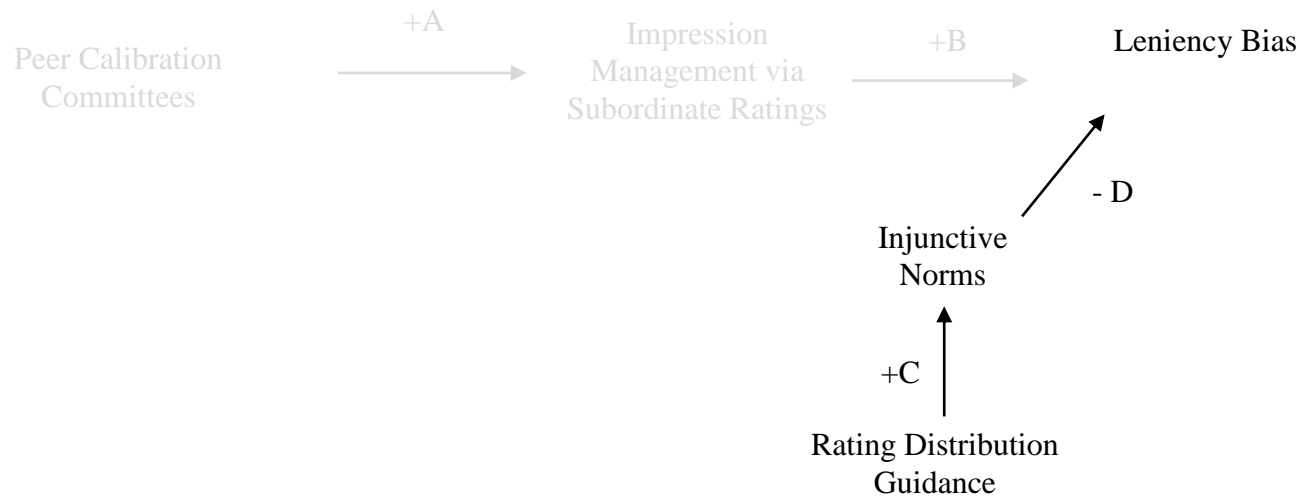 Peer Calibration
Committees
+A
Impression
Management via
Subordinate Ratings
+B
Leniency Bias
- D
Injunctive
Norms
+C
Rating Distribution
Guidance